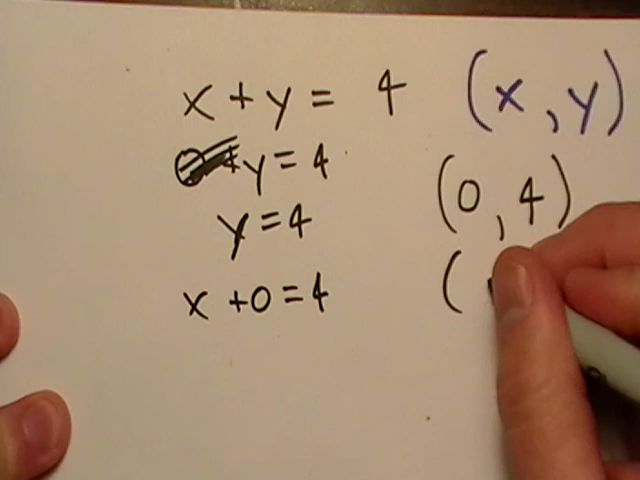 x + y = 4 (x, y)
+y = 4 (0, 4)
y = 4
x + 0 = 4 (